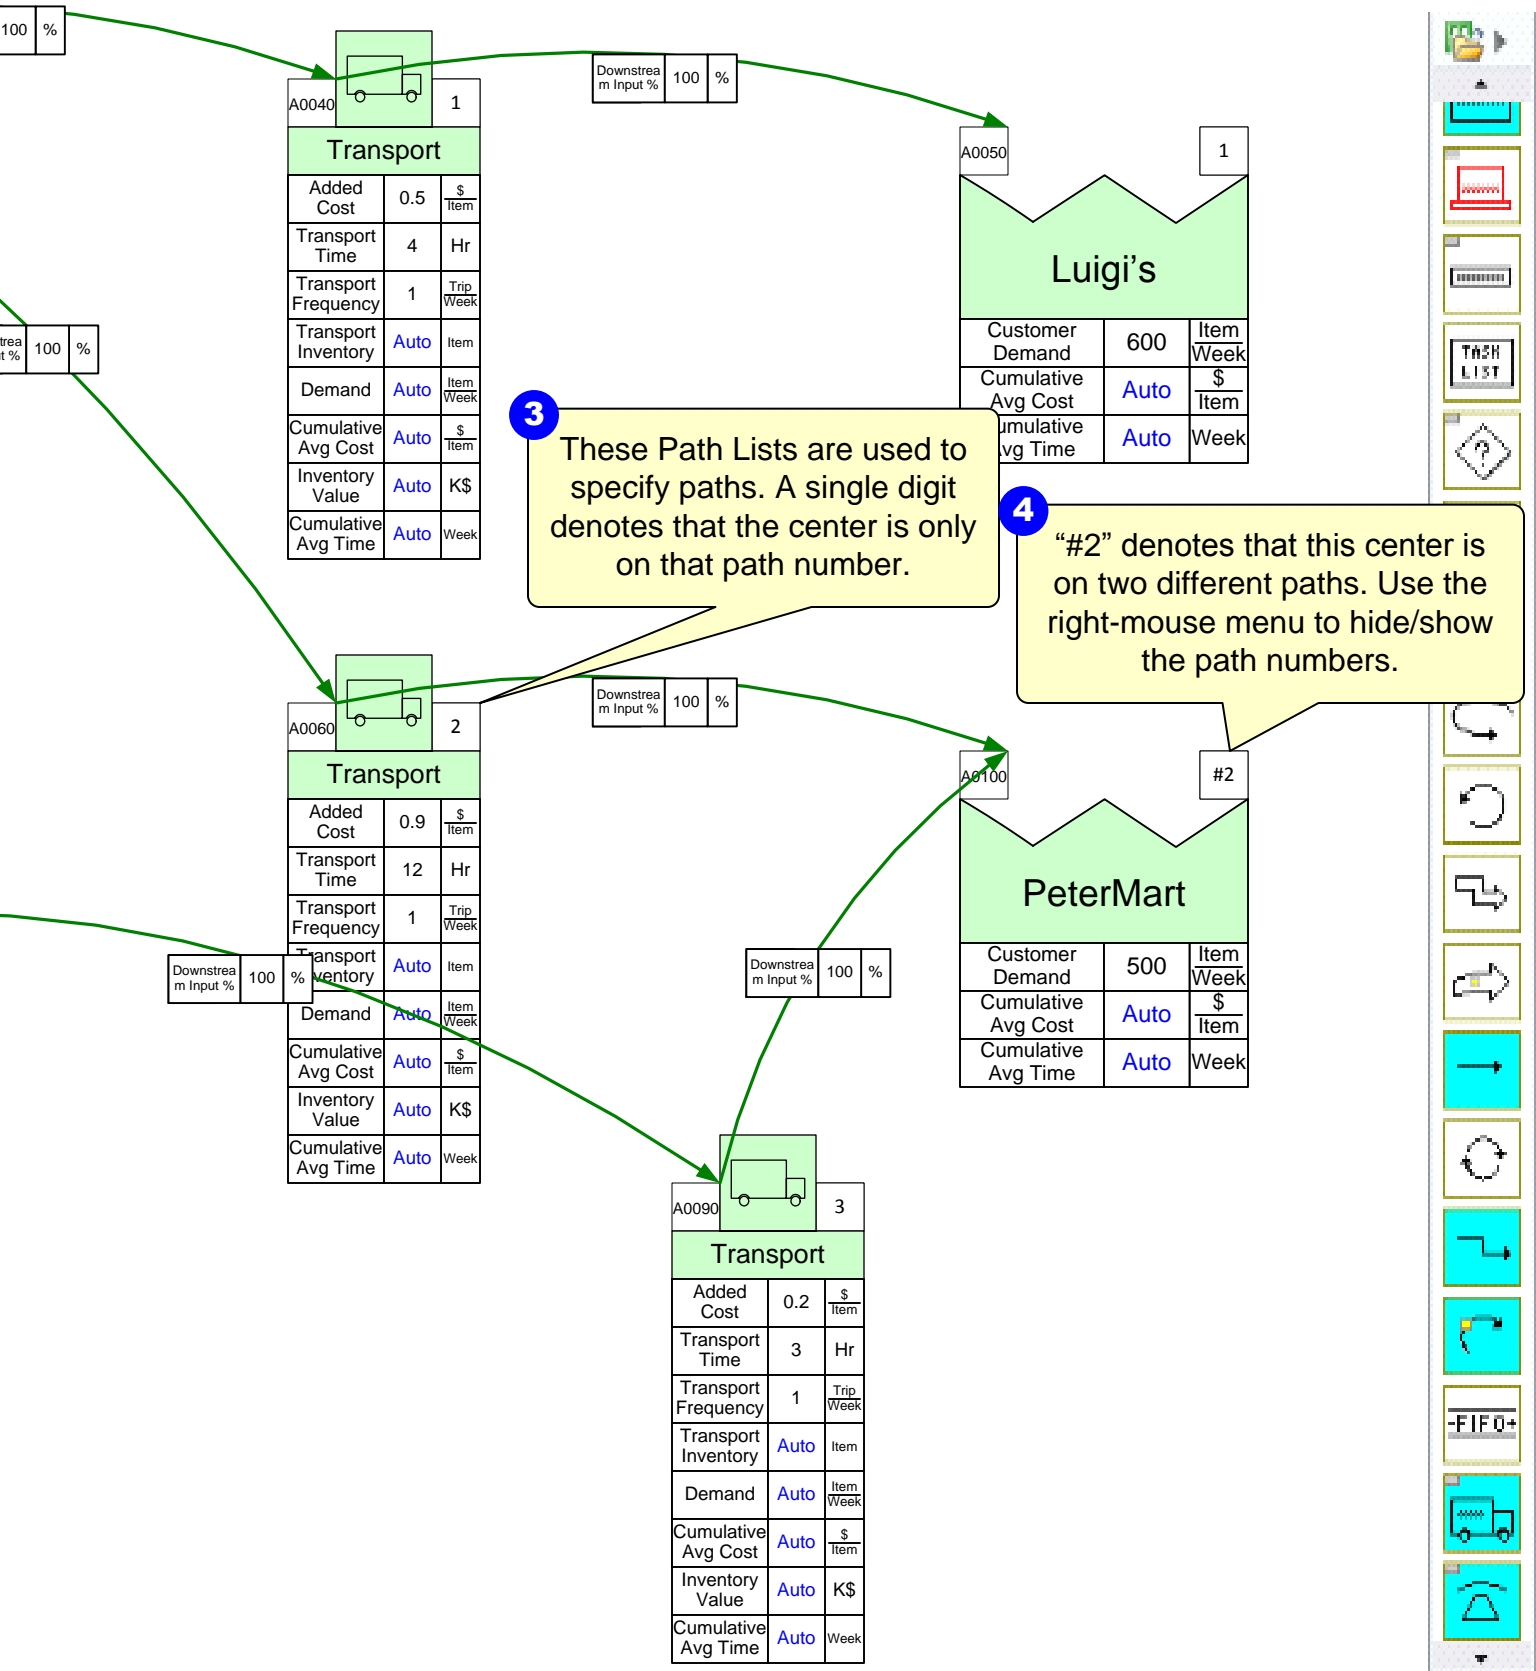 100 %
A0040
1
Transport
Added
Cost
0.5
$
Item
Transport
Time
4
Hr
Transport
Frequency
1
Trip
Week
Transport
Inventory
Auto
Item
Demand
Auto
Item
Week
Cumulative
Avg Cost
Auto
$
Item
Inventory
Value
Auto
K$
Cumulative
Avg Time
Auto
Week
Downstrea
m Input %
100
%
A0050
1
Luigi's
Customer
Demand
600
Item
Week
Cumulative
Avg Cost
Auto
$
Item
umulative
vg Time
Auto
Week
trea
t %
100
%
3
These Path Lists are used to
specify paths. A single digit
denotes that the center is only
on that path number.
4
“#2” denotes that this center is
on two different paths. Use the
right-mouse menu to hide/show
the path numbers.
A0060
2
Transport
Added
Cost
0.9
$
Item
Transport
Time
12
Hr
Transport
Frequency
1
Trip
Week
Transport
ventory
Auto
Item
Demand
Auto
Item
Week
Cumulative
Avg Cost
Auto
$
Item
Inventory
Value
Auto
K$
Cumulative
Avg Time
Auto
Week
Downstrea
m Input %
100
%
Downstrea
m Input %
100
%
A0100
#2
PeterMart
Customer
Demand
500
Item
Week
Cumulative
Avg Cost
Auto
$
Item
Cumulative
Avg Time
Auto
Week
Downstrea
m Input %
100
%
A0090
3
Transport
Added
Cost
0.2
$
Item
Transport
Time
3
Hr
Transport
Frequency
1
Trip
Week
Transport
Inventory
Auto
Item
Demand
Auto
Item
Week
Cumulative
Avg Cost
Auto
$
Item
Inventory
Value
Auto
K$
Cumulative
Avg Time
Auto
Week
TASK
LIST
?
-FIFO→